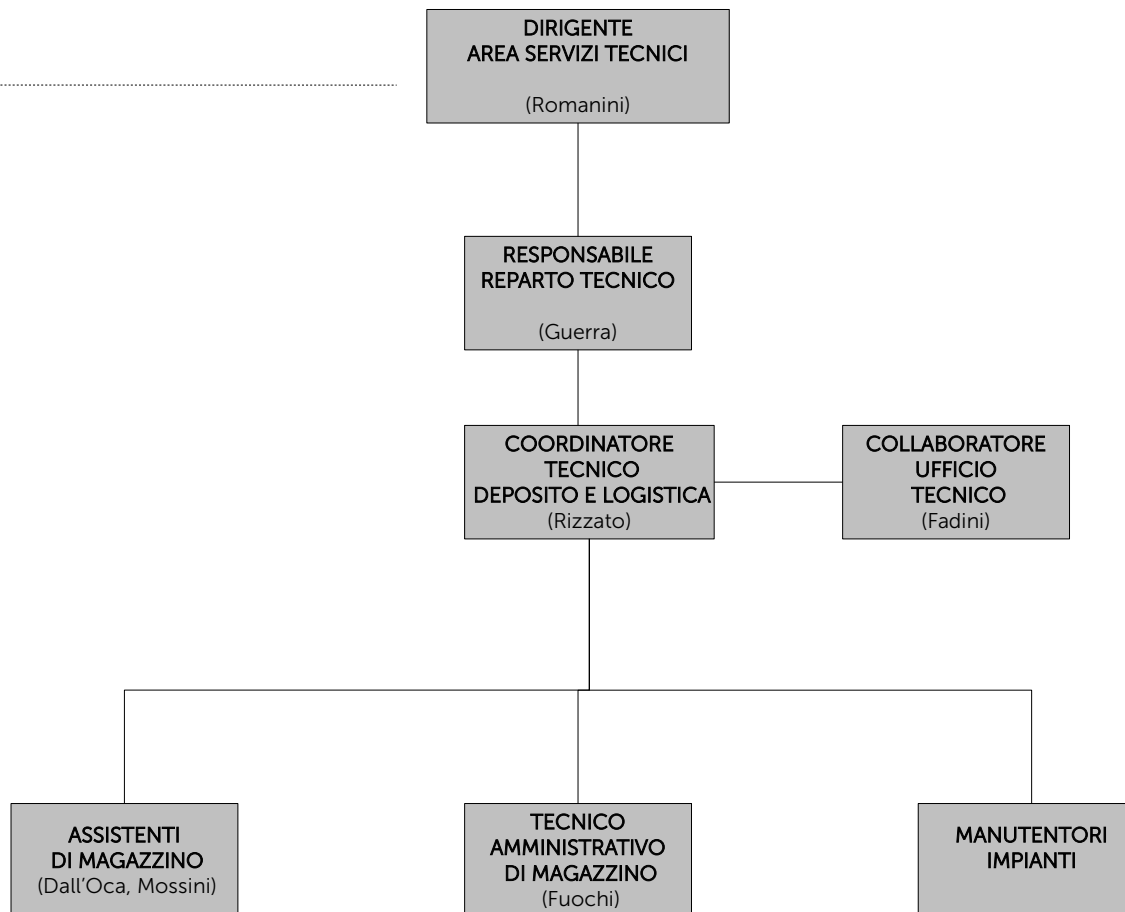 DIRIGENTE
AREA SERVIZI TECNICI
(Romanini)
RESPONSABILE
REPARTO TECNICO
(Guerra)
COORDINATORE
TECNICO
DEPOSITO E LOGISTICA
(Rizzato)
COLLABORATORE
UFFICIO
TECNICO
(Fadini)
ASSISTENTI
DI MAGAZZINO
(Dall'Oca, Mossini)
TECNICO
AMMINISTRATIVO
DI MAGAZZINO
(Fuochi)
MANUTENTORI
IMPIANTI